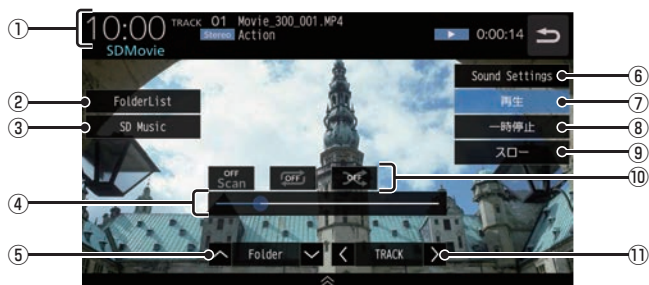 ① 10:00 TRACK 01 Movie_300_001.MP4
Stereo Action 0:00:14
SDMovie
Sound Settings ⑥
② FolderList 再生 ⑦
③ SD Music 一時停止 ⑧
スロー ⑨
OFF Scan OFF OFF ⑩
④
⑤ Folder TRACK ⑪